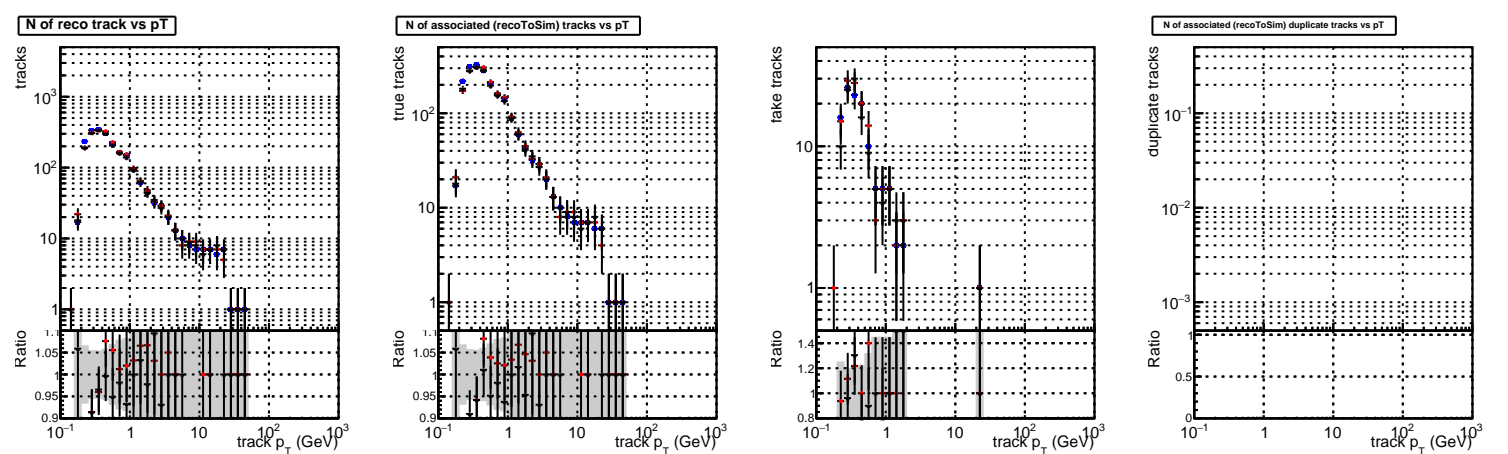 N of reco track vs pT
tracks
10³
10²
10
1
Ratio
1.1
1.05
1
0.95
0.9
10⁻¹ 1 10 10² 10³
track p_T (GeV)
N of associated (recoToSim) tracks vs pT
true tracks
10²
10
1
Ratio
1.1
1.05
1
0.95
0.9
10⁻¹ 1 10 10² 10³
track p_T (GeV)
fake tracks
10
1
Ratio
1.4
1.2
1
0.8
10⁻¹ 1 10 10² 10³
track p_T (GeV)
N of associated (recoToSim) duplicate tracks vs pT
duplicate tracks
10⁻¹
10⁻²
10⁻³
Ratio
1
0.5
0
10⁻¹ 1 10 10² 10³
track p_T (GeV)